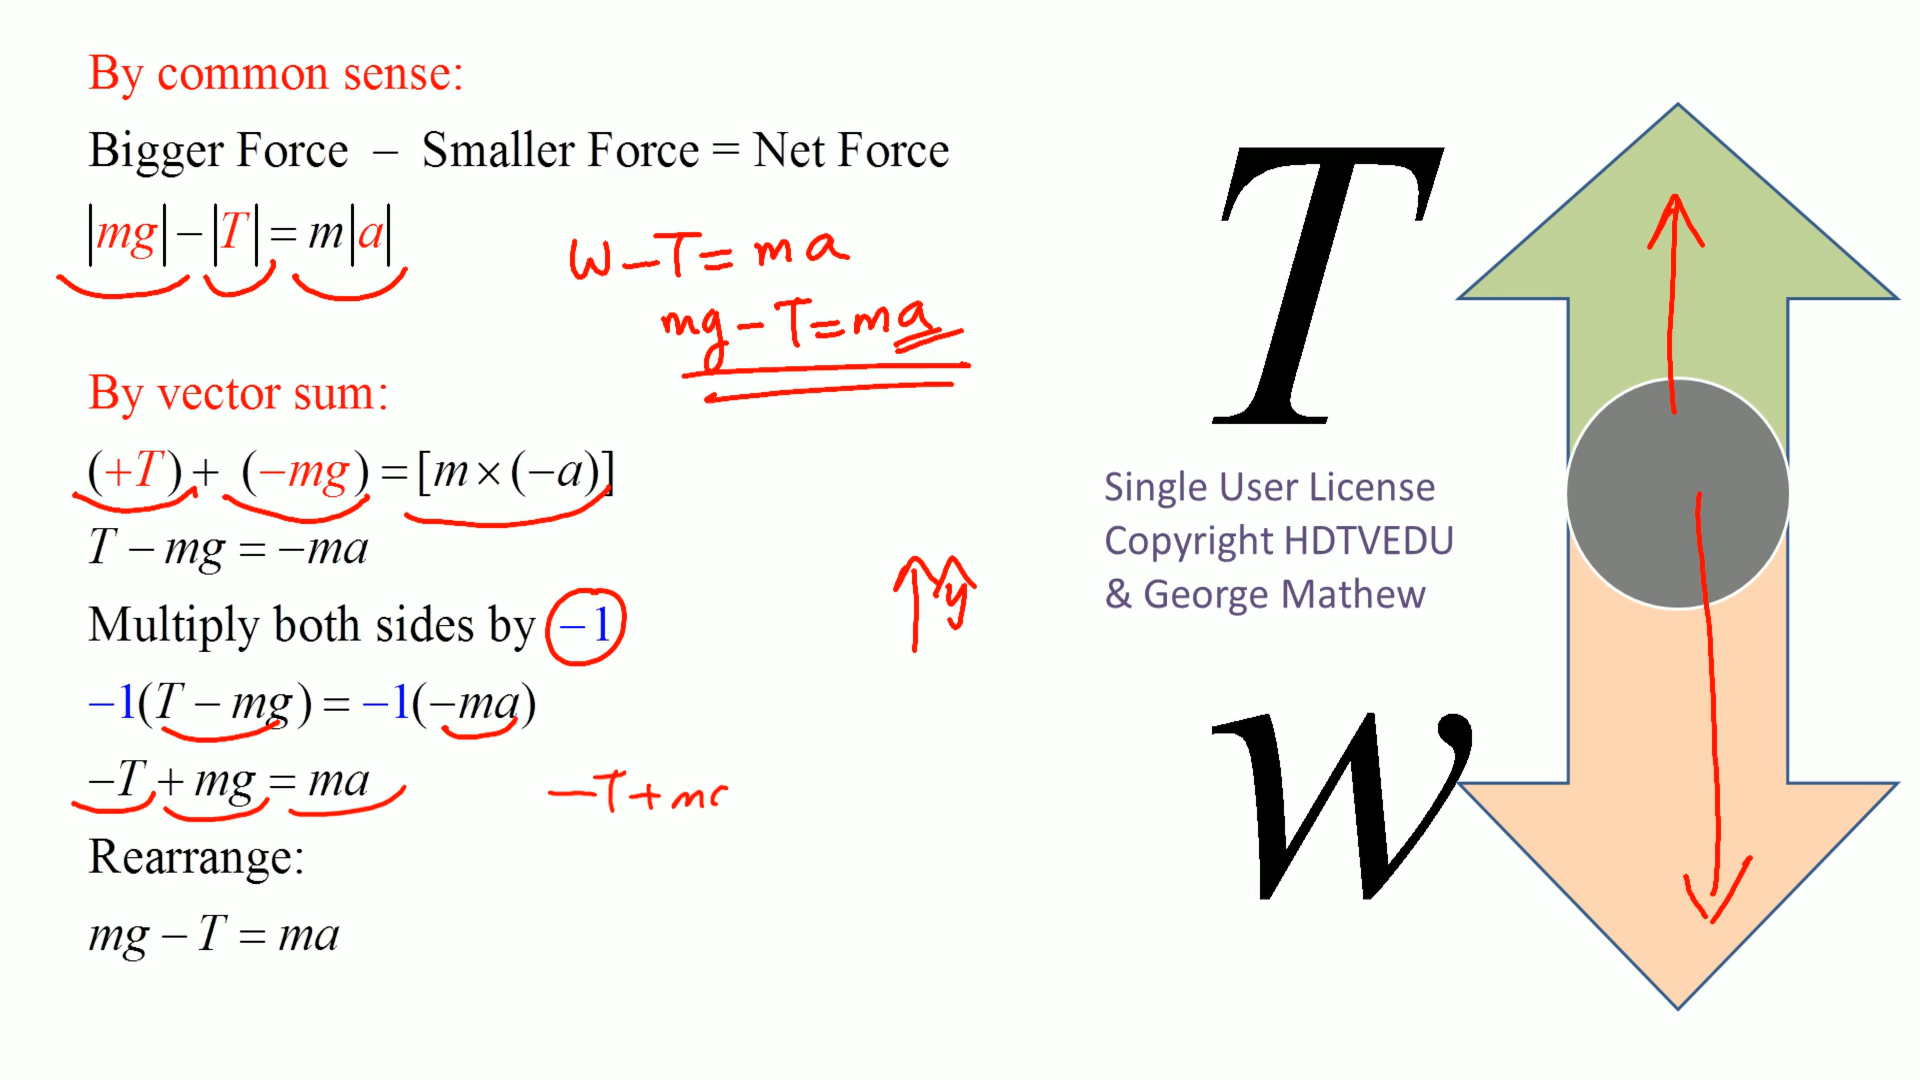 By common sense:
Bigger Force – Smaller Force = Net Force
|mg| – |T| = m|a|
W – T = ma
mg – T = ma
By vector sum:
(+T) + (–mg) = [m × (–a)]
T – mg = –ma
Multiply both sides by –1
–1(T – mg) = –1(–ma)
–T + mg = ma
–T + m
Rearrange:
mg – T = ma
y
T
Single User License
Copyright HDTVEDU
& George Mathew
w